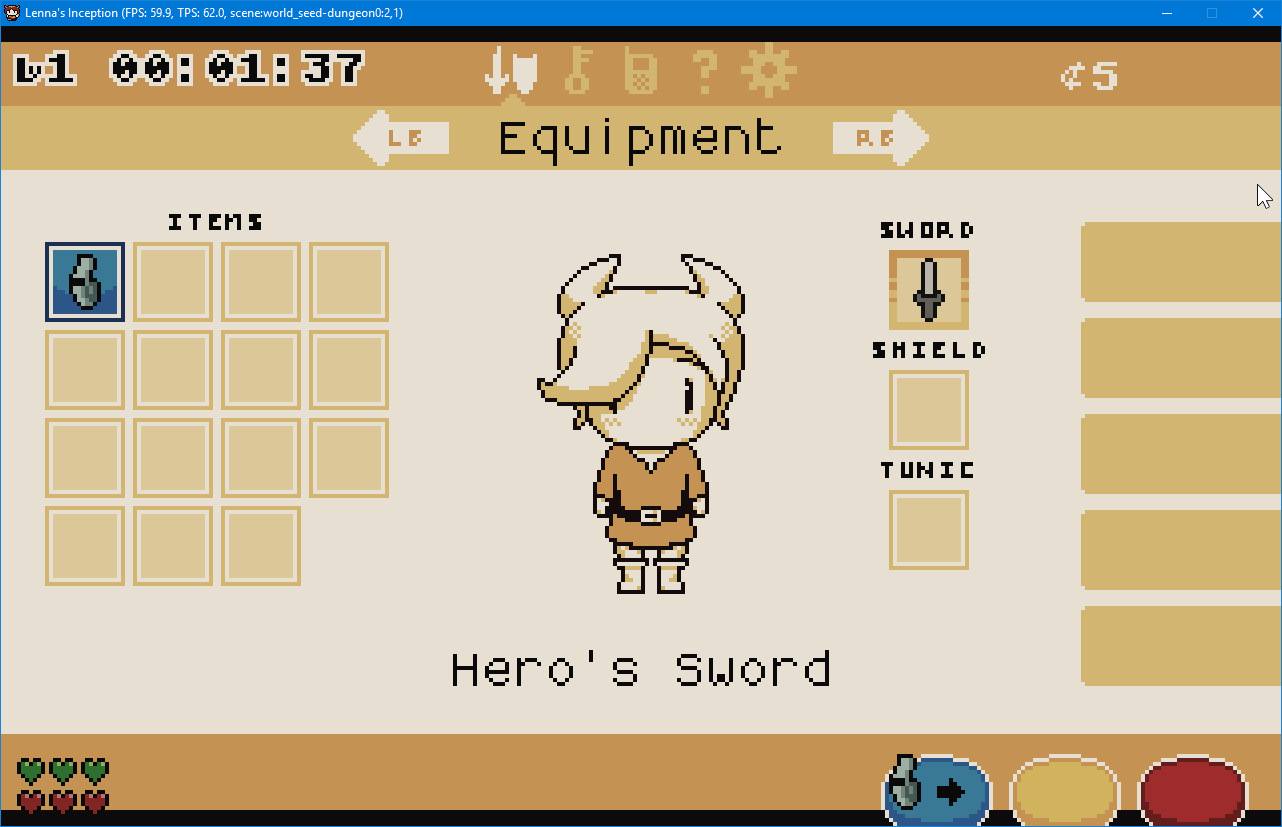 Lenna's Inception (FPS: 59.9, TPS: 62.0, scene:world_seed-dungeon0:2,1)
Lv1 00:01:37 ? ¢5
LB Equipment RB
ITEMS
SWORD
SHIELD
TUNIC
Hero's Sword